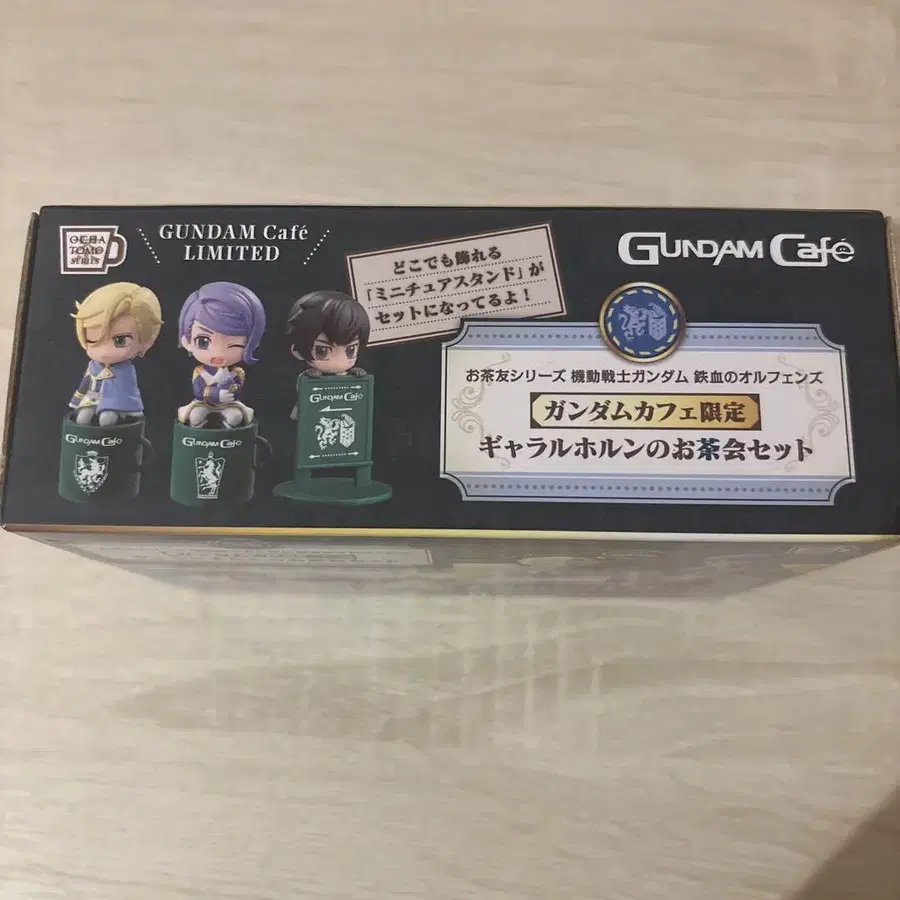 OCHA
TOMO
SERIES
GUNDAM Café
LIMITED
どこでも飾れる
「ミニチュアスタンド」が
セットになってるよ！
GUNDAM Café
お茶友シリーズ 機動戦士ガンダム 鉄血のオルフェンズ
ガンダムカフェ限定
ギャラルホルンのお茶会セット
GUNDAM Café
GUNDAM Café
GUNDAM Café